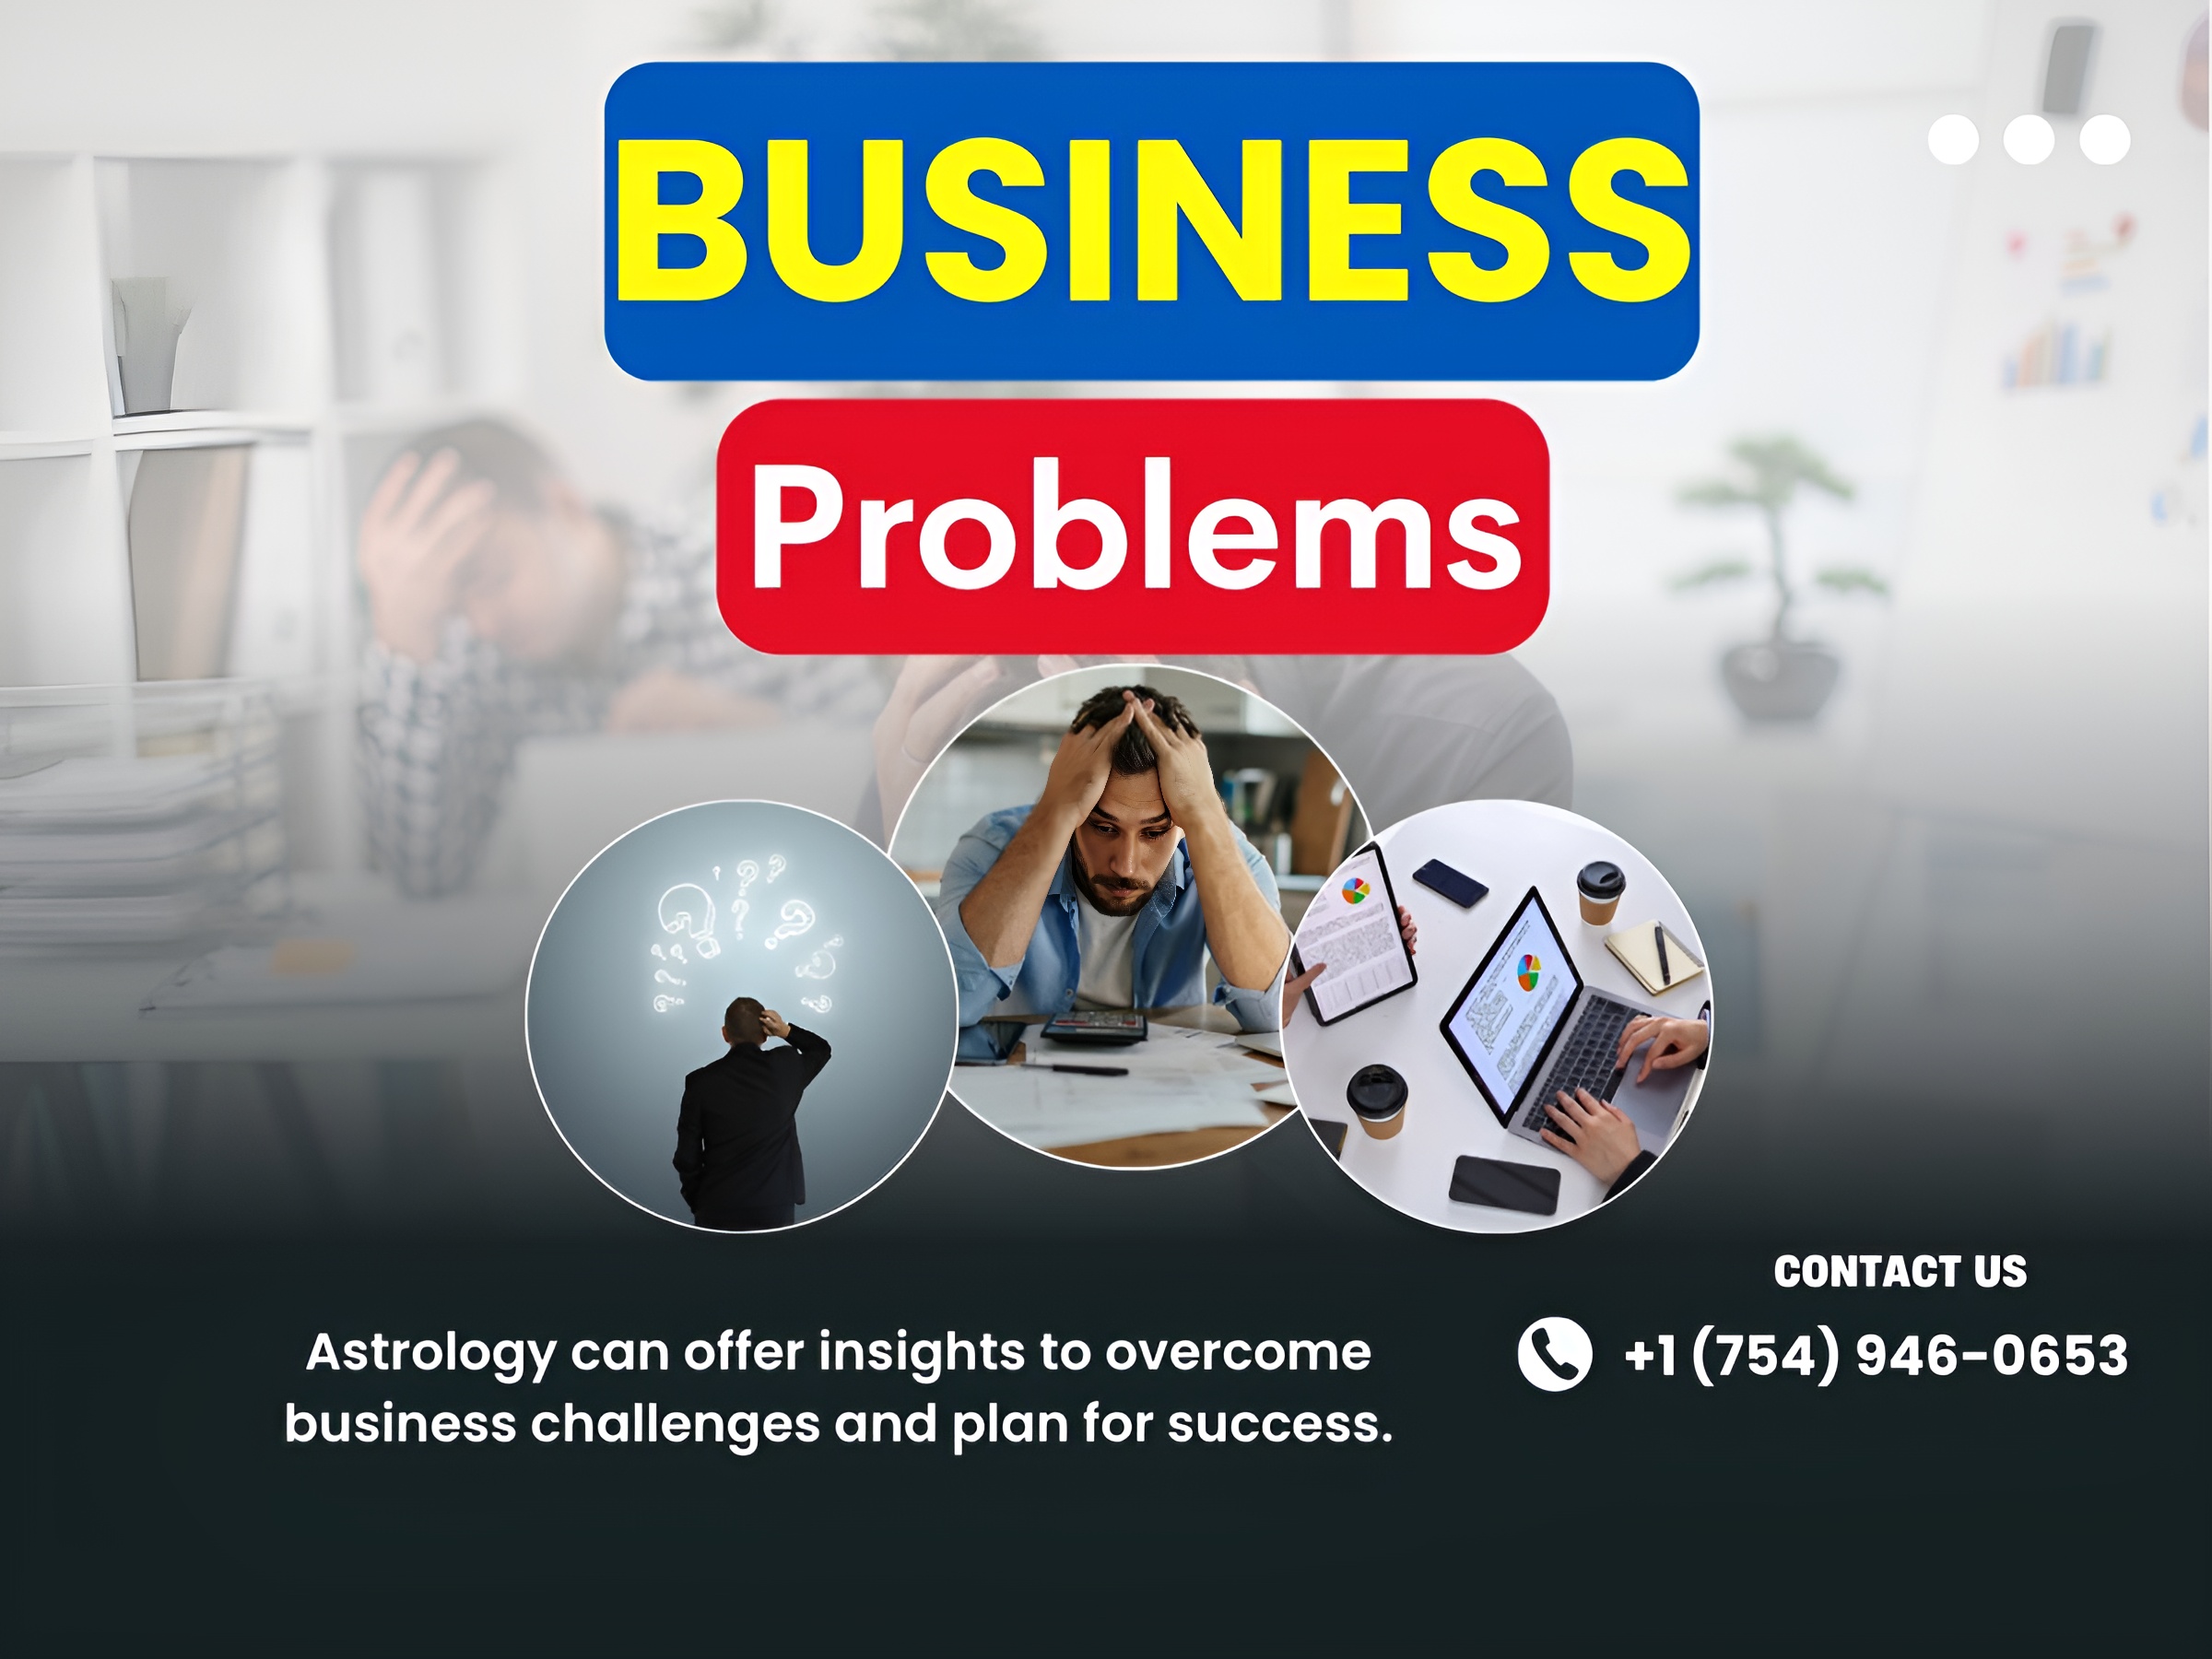 BUSINESS
Problems
CONTACT US
+1 (754) 946-0653
Astrology can offer insights to overcome
business challenges and plan for success.